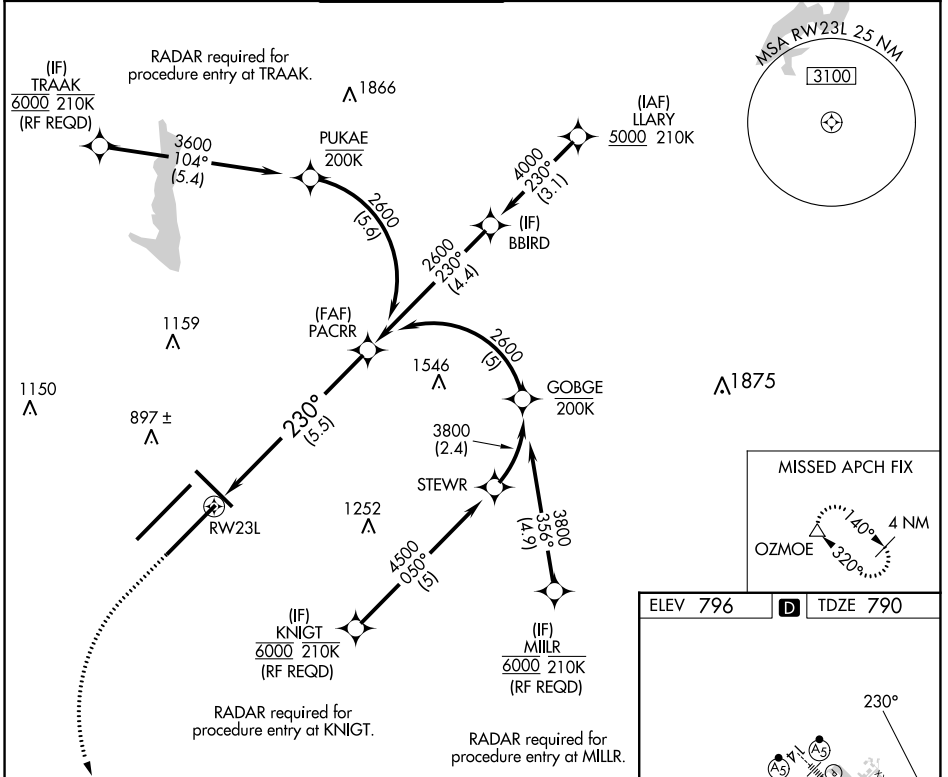 RADAR required for
procedure entry at TRAAK.
(IF)
TRAAK
6000 210K
(RF REQD)
1866
3600
104°
(5.4)
PUKAE
200K
2600
(5.6)
(IAF)
LLARY
5000 210K
4000
230°
(3.1)
(IF)
BBIRD
2600
230°
(4.4)
MSA RW23L 25 NM
3100
(FAF)
PACRR
1159
1150
897 ±
1546
2600
(5)
GOBGE
200K
1875
230°
(5.5)
3800
(2.4)
STEWR
RW23L
1252
3800
356°
(4.9)
4500
050°
(5)
(IF)
KNIGT
6000 210K
(RF REQD)
RADAR required for
procedure entry at KNIGT.
(IF)
MIILR
6000 210K
(RF REQD)
RADAR required for
procedure entry at MILLR.
MISSED APCH FIX
OZMOE
140°
4 NM
320°
ELEV 796
D
TDZE 790
230°
14
A5
A5
P